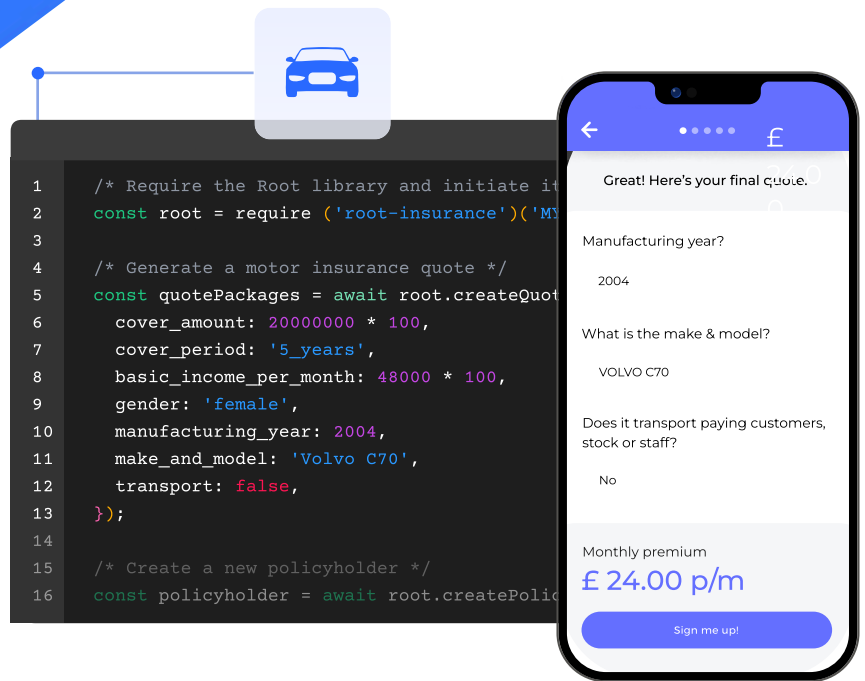 1 /* Require the Root library and initiate it
2 const root = require ('root-insurance')('MY
3
4 /* Generate a motor insurance quote */
5 const quotePackages = await root.createQuot
6 cover_amount: 20000000 * 100,
7 cover_period: '5_years',
8 basic_income_per_month: 48000 * 100,
9 gender: 'female',
10 manufacturing_year: 2004,
11 make_and_model: 'Volvo C70',
12 transport: false,
13 });
14
15 /* Create a new policyholder */
16 const policyholder = await root.createPolic
£
24.0
0
Great! Here's your final quote.
Manufacturing year?
2004
What is the make & model?
VOLVO C70
Does it transport paying customers,
stock or staff?
No
Monthly premium
£ 24.00 p/m
Sign me up!